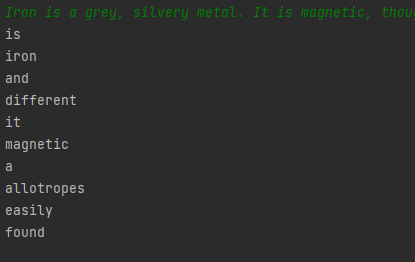 Iron is a grey, silvery metal. It is magnetic, thou
is
iron
and
different
it
magnetic
a
allotropes
easily
found